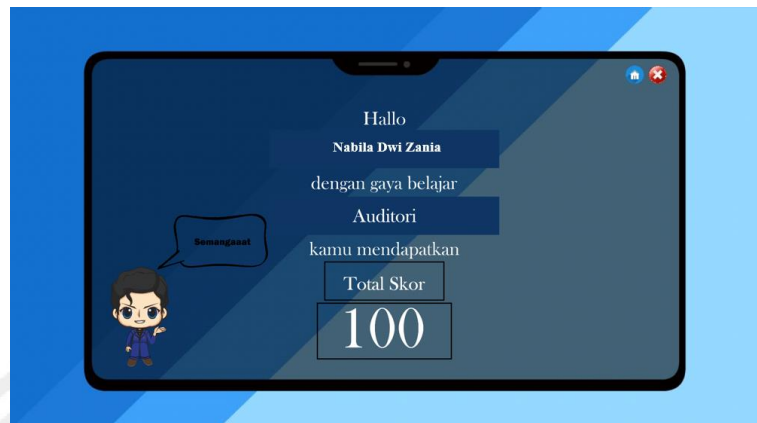 Hallo
Nabila Dwi Zania
dengan gaya belajar
Auditori
Semangaaat
kamu mendapatkan
Total Skor
100